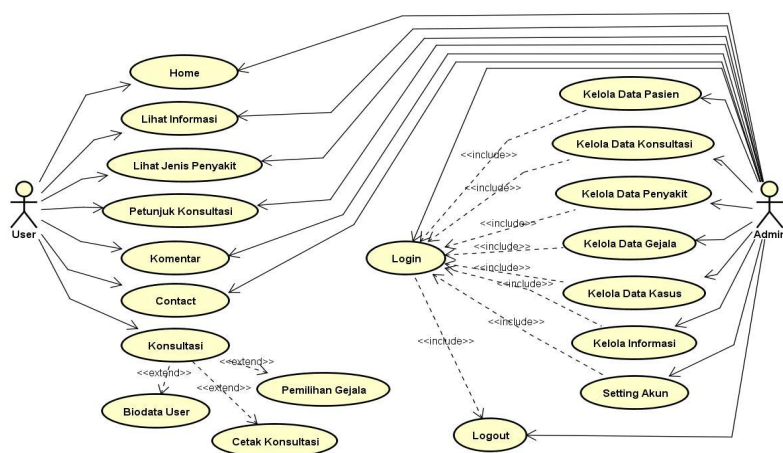 Home
Lihat Informasi
Lihat Jenis Penyakit
Petunjuk Konsultasi
Komentar
Contact
Konsultasi
<<extend>>
<<extend>>
<<extend>>
Biodata User
Cetak Konsultasi
Pemilihan Gejala
User
Kelola Data Pasien
Kelola Data Konsultasi
Kelola Data Penyakit
Kelola Data Gejala
Kelola Data Kasus
Kelola Informasi
Setting Akun
Login
Logout
<<include>>
<<include>>
<<include>>
<<include>>
<<include>>
<<include>>
<<include>>
<<include>>
Admin